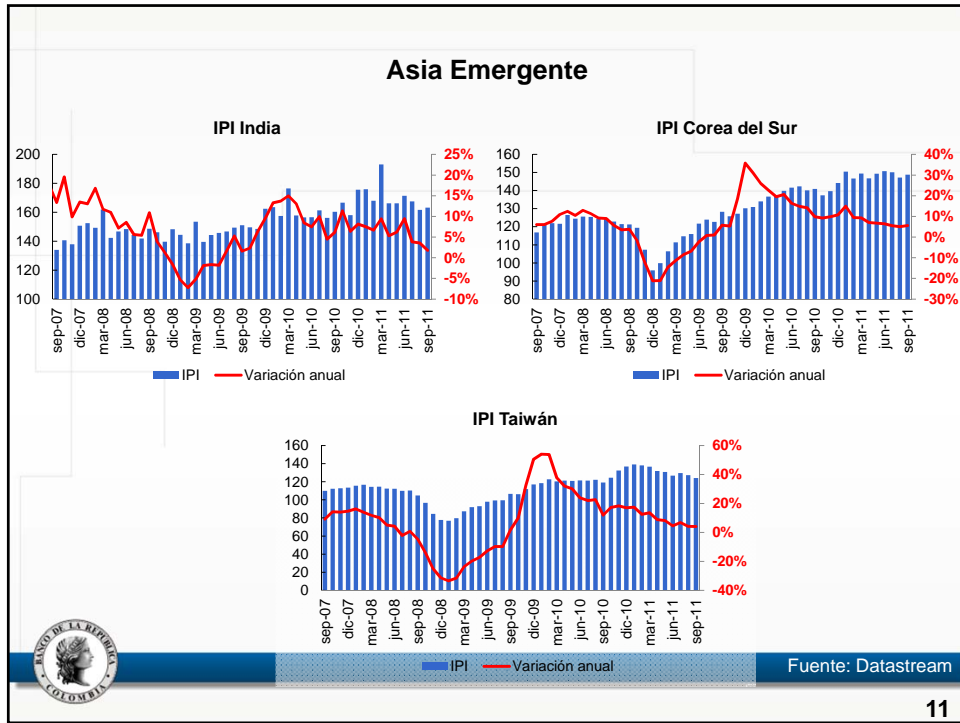 Asia Emergente
IPI India
200
180
160
140
120
100
25%
20%
15%
10%
5%
0%
-5%
-10%
sep-07
dic-07
mar-08
jun-08
sep-08
dic-08
mar-09
jun-09
sep-09
dic-09
mar-10
jun-10
sep-10
dic-10
mar-11
jun-11
sep-11
IPI Variación anual
IPI Corea del Sur
160
150
140
130
120
110
100
90
80
40%
30%
20%
10%
0%
-10%
-20%
-30%
sep-07
dic-07
mar-08
jun-08
sep-08
dic-08
mar-09
jun-09
sep-09
dic-09
mar-10
jun-10
sep-10
dic-10
mar-11
jun-11
sep-11
IPI Variación anual
IPI Taiwán
160
140
120
100
80
60
40
20
0
60%
40%
20%
0%
-20%
-40%
sep-07
dic-07
mar-08
jun-08
sep-08
dic-08
mar-09
jun-09
sep-09
dic-09
mar-10
jun-10
sep-10
dic-10
mar-11
jun-11
sep-11
IPI Variación anual
BANCO DE LA REPUBLICA
COLOMBIA
Fuente: Datastream
11